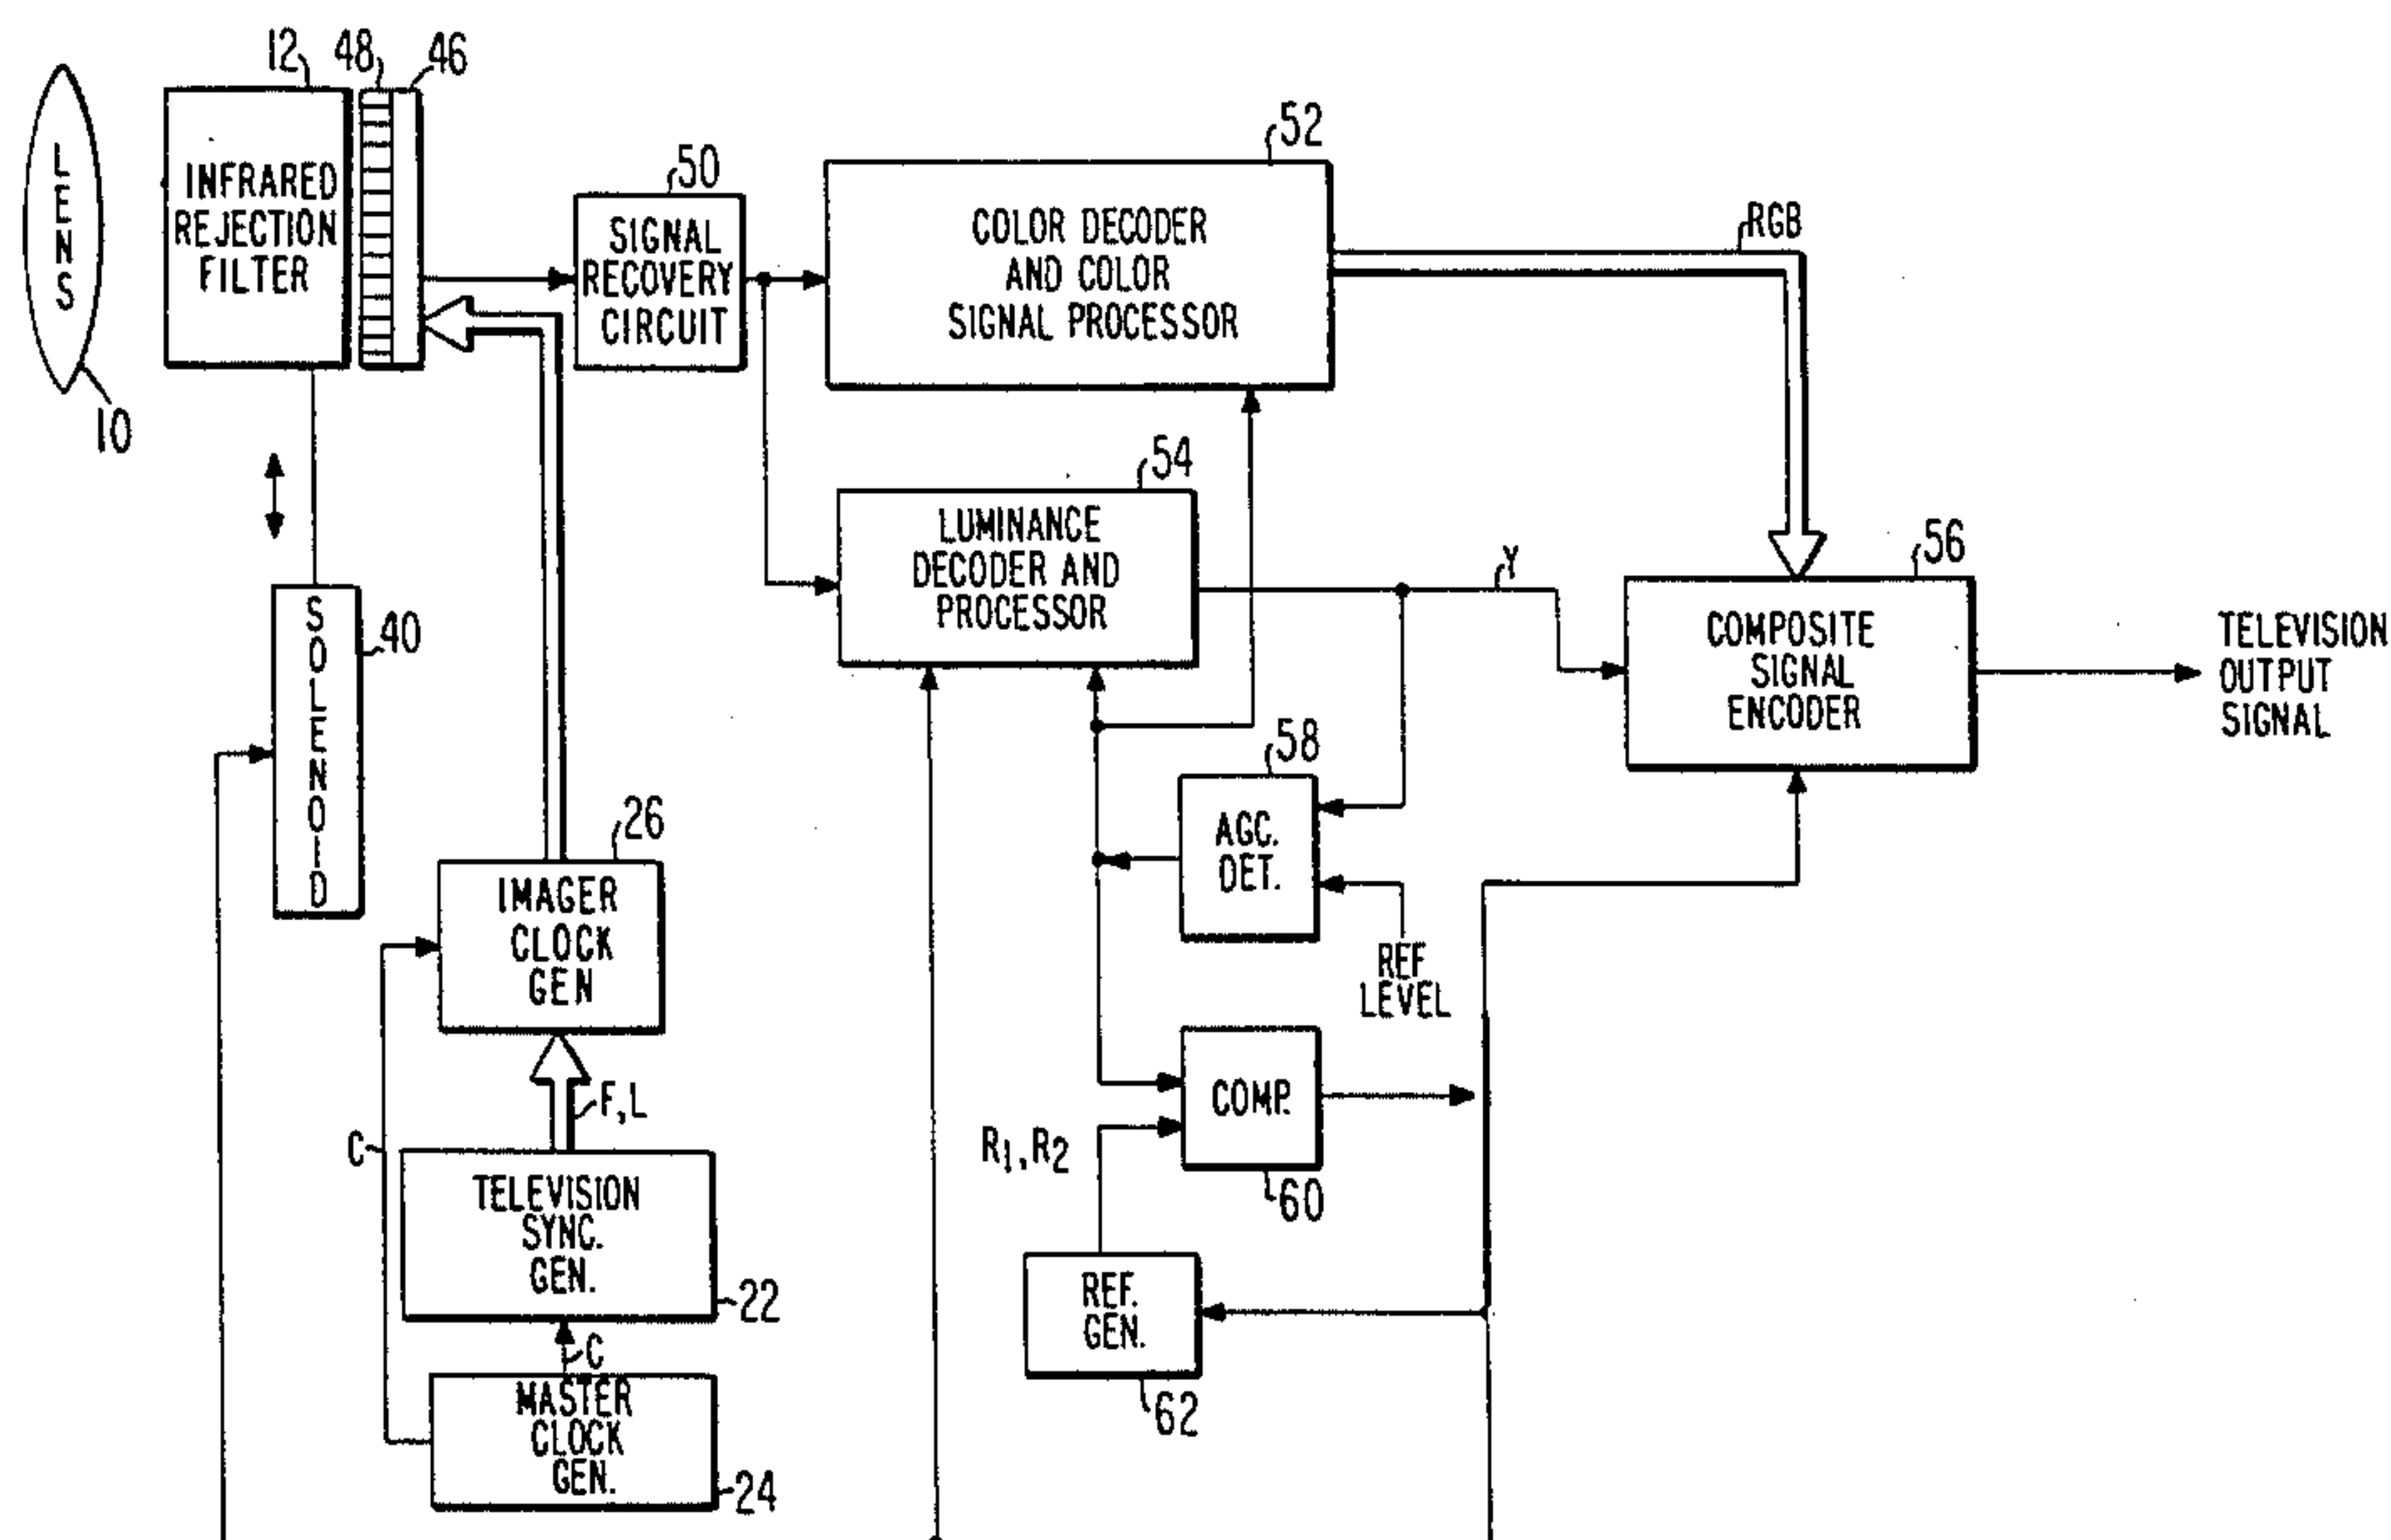 12
48
46
LENS
10
INFRARED
REJECTION
FILTER
50
SIGNAL
RECOVERY
CIRCUIT
52
COLOR DECODER
AND COLOR
SIGNAL PROCESSOR
RGB
54
LUMINANCE
DECODER AND
PROCESSOR
Y
56
COMPOSITE
SIGNAL
ENCODER
TELEVISION
OUTPUT
SIGNAL
SOLENOID
40
58
AGC.
DET.
REF
LEVEL
26
IMAGER
CLOCK
GEN
F,L
C
TELEVISION
SYNC.
GEN.
22
C
MASTER
CLOCK
GEN.
24
COMP.
60
R1,R2
REF.
GEN.
62